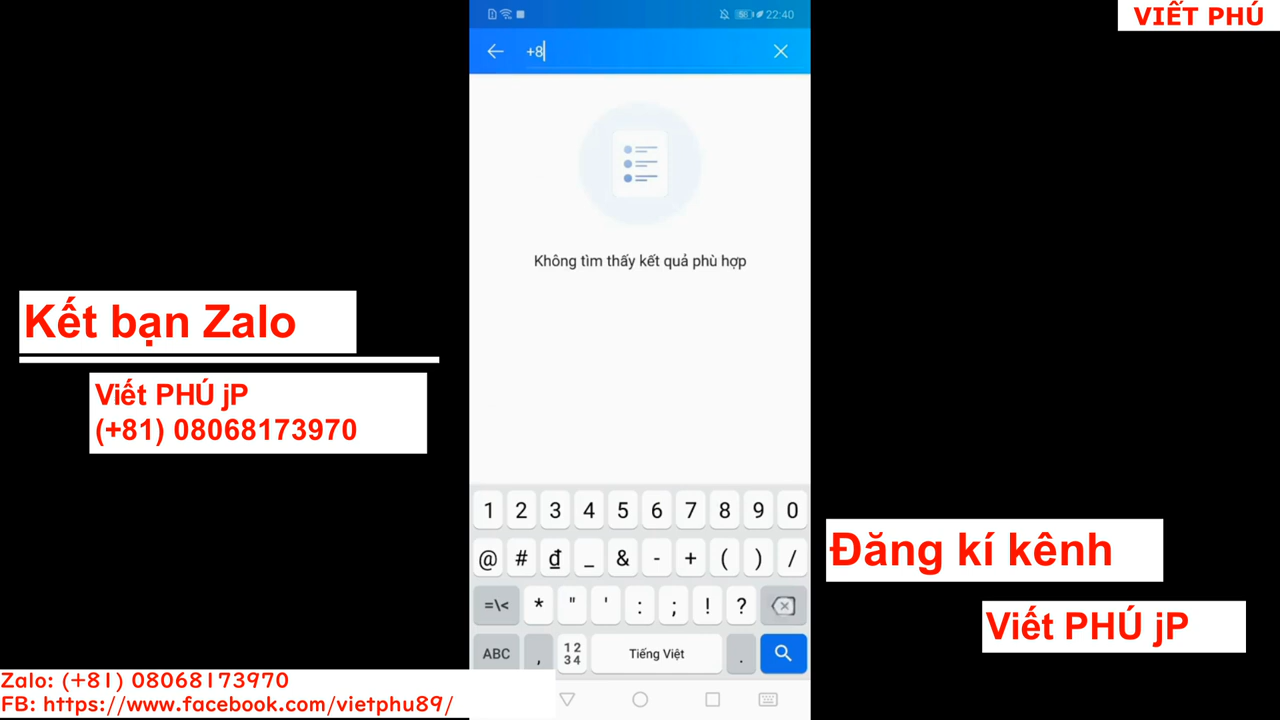 VIẾT PHÚ
58 22:40
+8
Không tìm thấy kết quả phù hợp
Kết bạn Zalo
Viết PHÚ jP
(+81) 08068173970
Đăng kí kênh
Viết PHÚ jP
1 2 3 4 5 6 7 8 9 0
@ # ₫ _ & - + ( ) /
=\< * " ' : ; ! ?
ABC , 12 34 Tiếng Việt .
Zalo: (+81) 08068173970
FB: https://www.facebook.com/vietphu89/